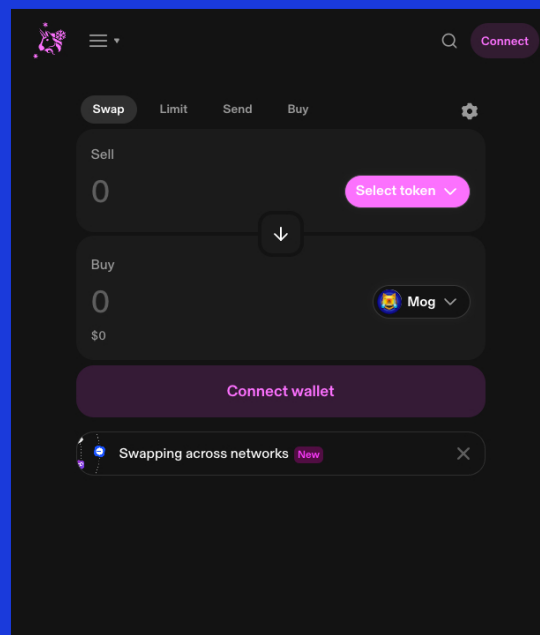 Connect
Swap
Limit
Send
Buy
Sell
0
Select token
Buy
0
Mog
$0
Connect wallet
Swapping across networks New